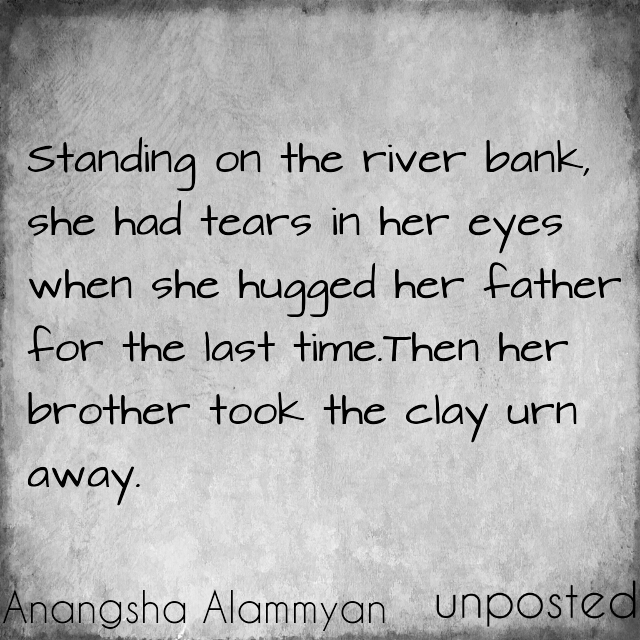 Standing on the river bank,
she had tears in her eyes
when she hugged her father
for the last time.Then her
brother took the clay urn
away.
Anangsha Alammyan unposted